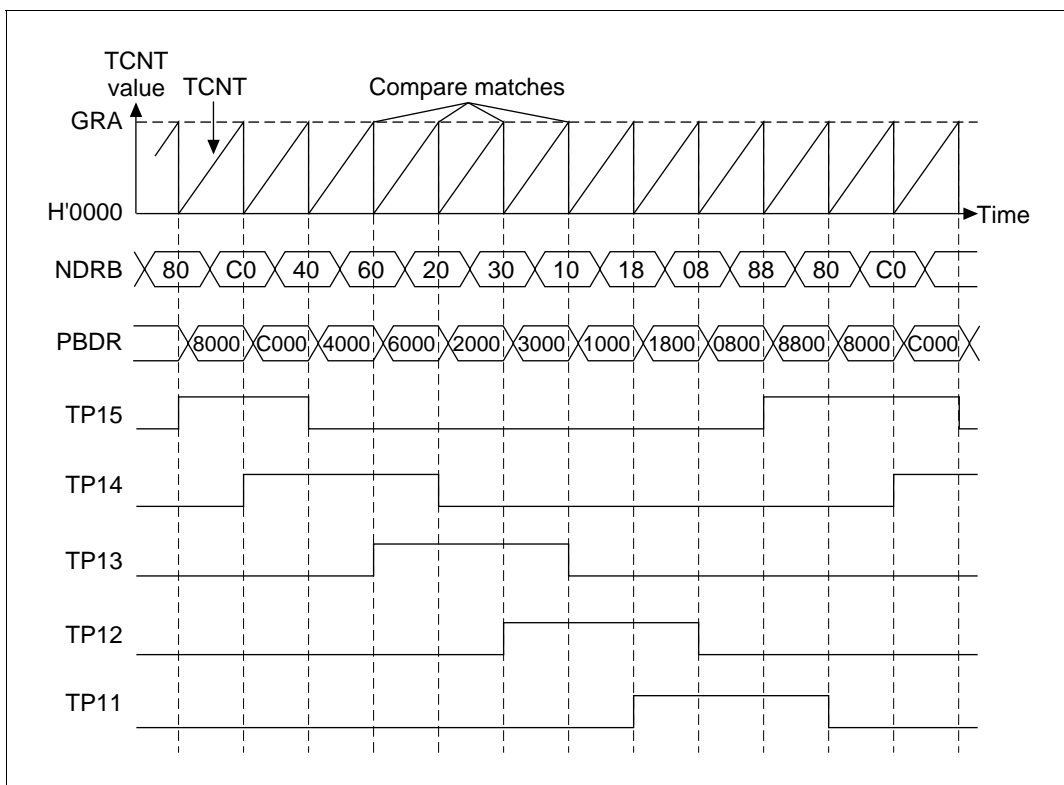 TCNT
value
TCNT
Compare matches
GRA
H'0000
Time
NDRB 80 C0 40 60 20 30 10 18 08 88 80 C0
PBDR 8000 C000 4000 6000 2000 3000 1000 1800 0800 8800 8000 C000
TP15
TP14
TP13
TP12
TP11